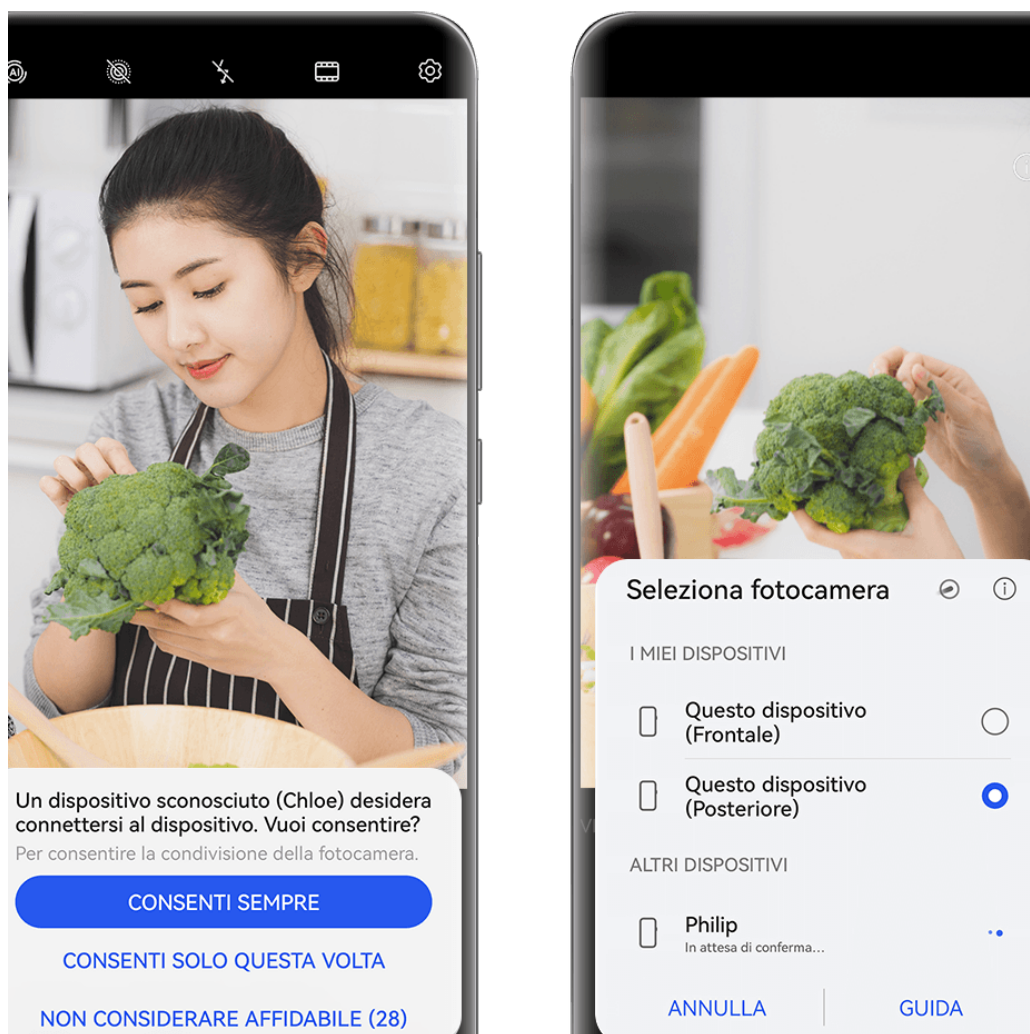 AI
Un dispositivo sconosciuto (Chloe) desidera
connettersi al dispositivo. Vuoi consentire?
Per consentire la condivisione della fotocamera.
CONSENTI SEMPRE
CONSENTI SOLO QUESTA VOLTA
NON CONSIDERARE AFFIDABILE (28)
Seleziona fotocamera
I MIEI DISPOSITIVI
Questo dispositivo
(Frontale)
Questo dispositivo
(Posteriore)
ALTRI DISPOSITIVI
Philip
In attesa di conferma...
ANNULLA
GUIDA